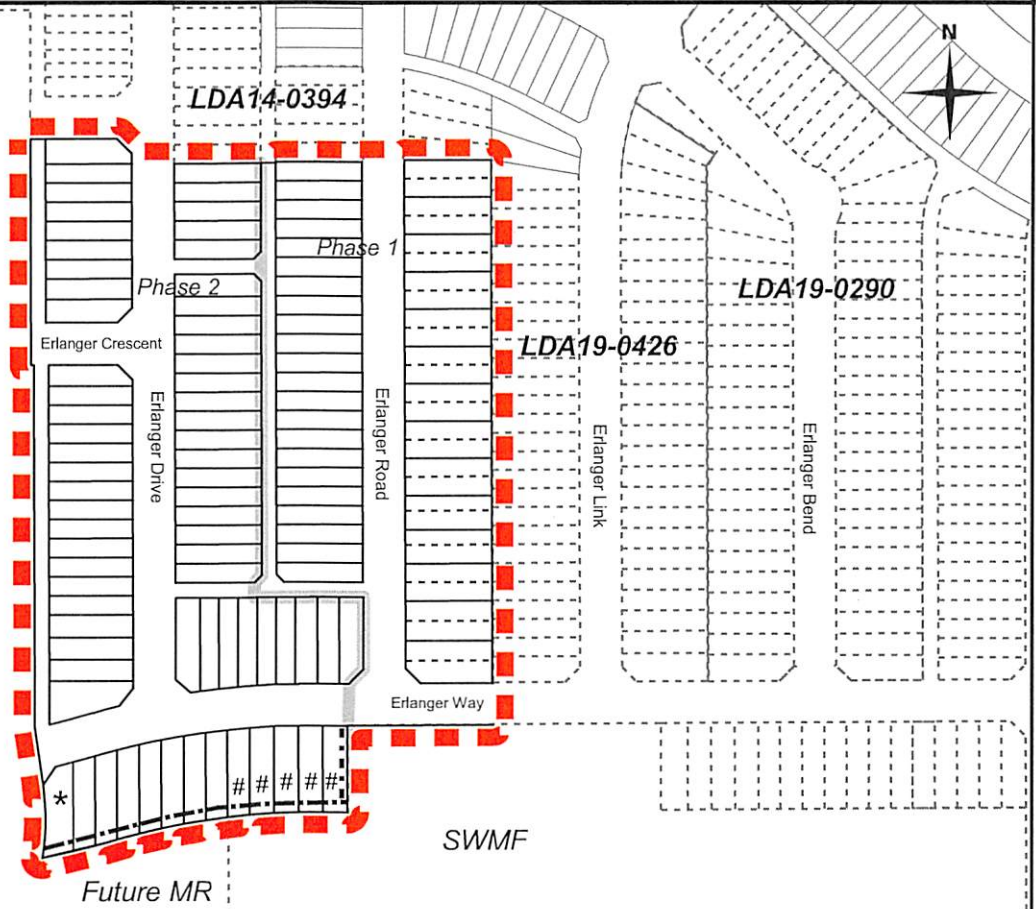 N
LDA14-0394
Phase 1
Phase 2
LDA19-0290
Erlanger Crescent
LDA19-0426
Erlanger Drive
Erlanger Road
Erlanger Link
Erlanger Bend
Erlanger Way
* # # # # #
SWMF
Future MR